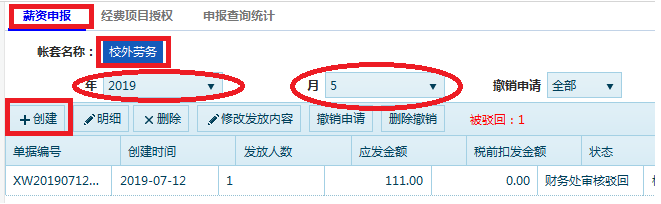 薪资申报 经费项目授权 申报查询统计
帐套名称： 校外劳务
年 2019 月 5 撤销申请 全部
创建 明细 删除 修改发放内容 撤销申请 删除撤销 被驳回：1
单据编号 创建时间 发放人数 应发金额 税前扣发金额 状态
XW20190712... 2019-07-12 1 111.00 0.00 财务处审核驳回